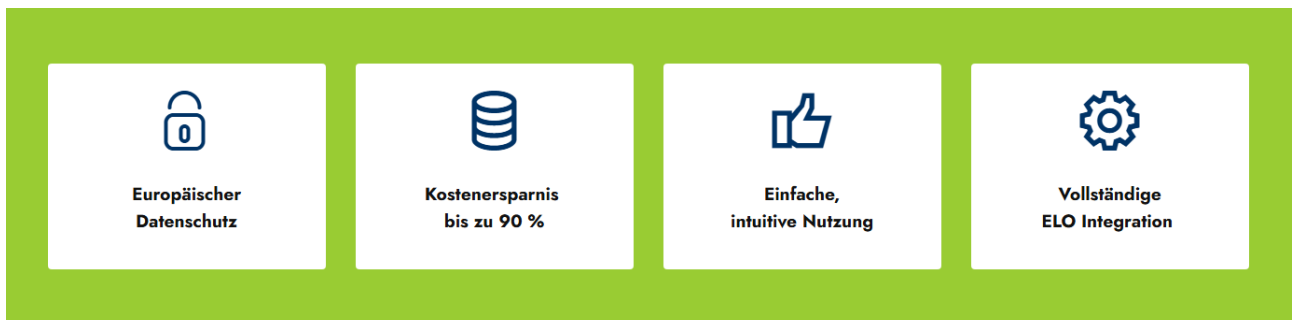 Europäischer
Datenschutz
Kostenersparnis
bis zu 90 %
Einfache,
intuitive Nutzung
Vollständige
ELO Integration